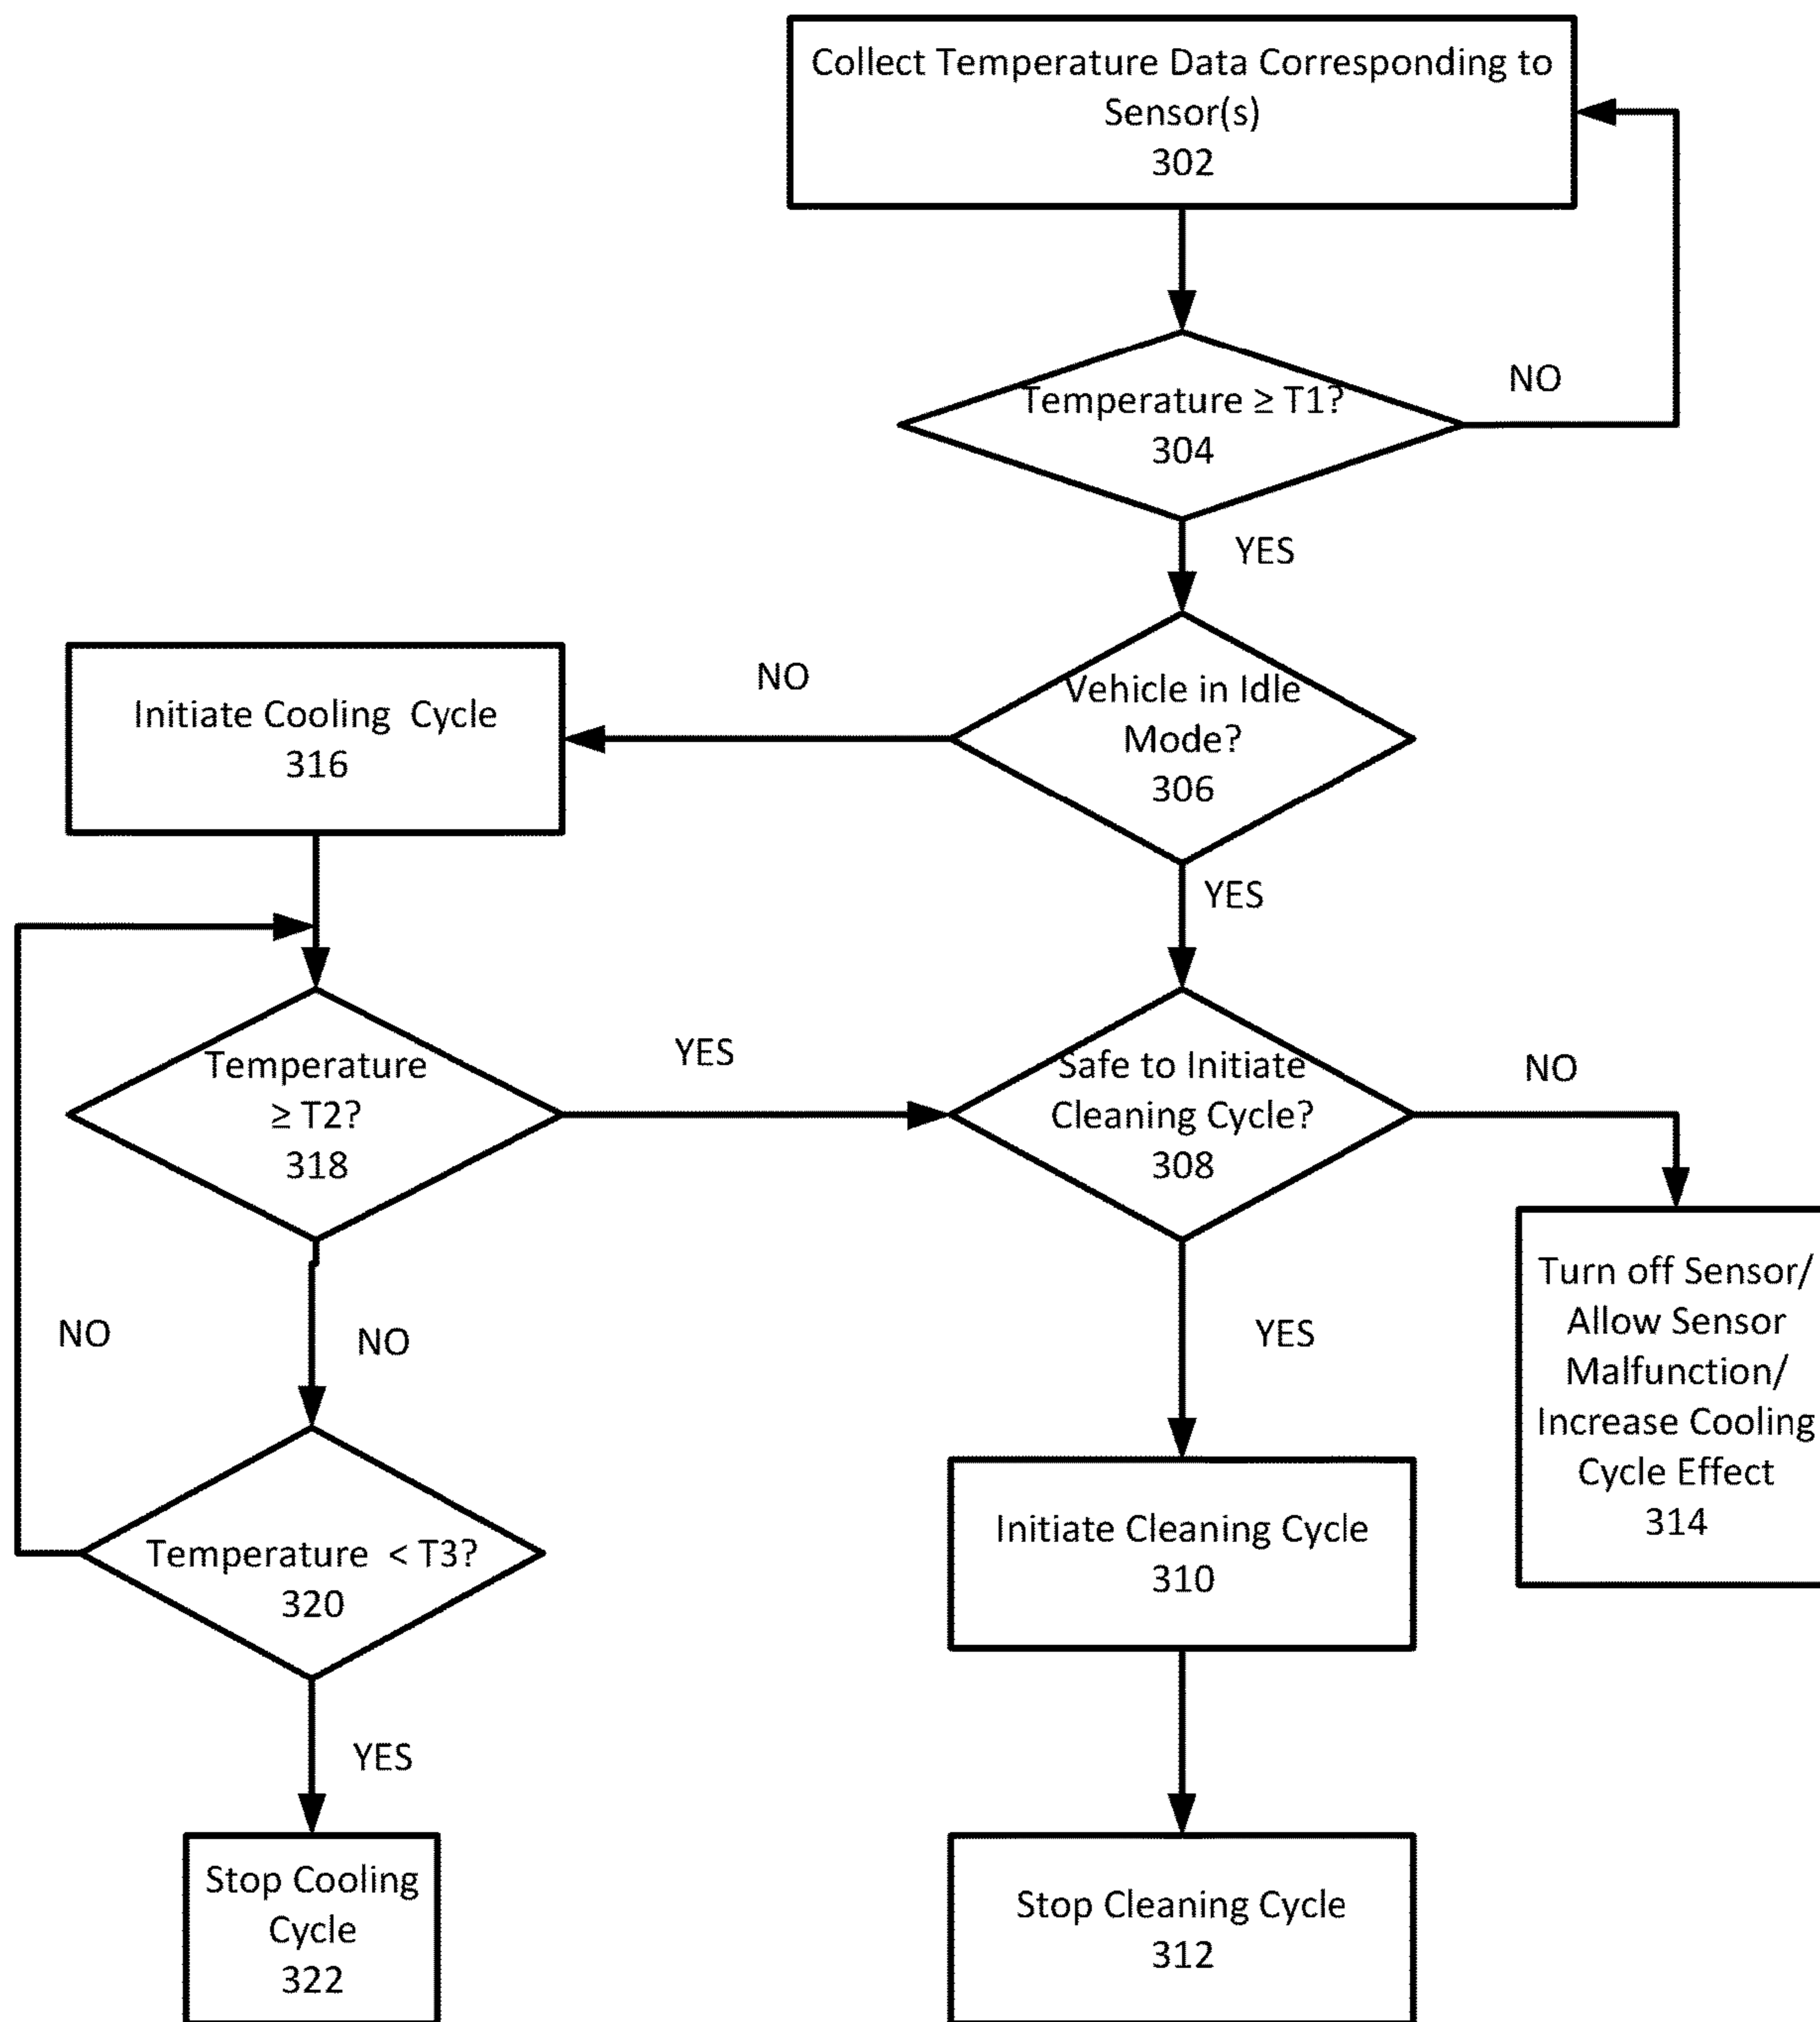 Collect Temperature Data Corresponding to
Sensor(s)
302
Temperature ≥ T1?
304
NO
YES
Vehicle in Idle
Mode?
306
NO
Initiate Cooling Cycle
316
YES
Temperature
≥ T2?
318
YES
Safe to Initiate
Cleaning Cycle?
308
NO
Turn off Sensor/
Allow Sensor
Malfunction/
Increase Cooling
Cycle Effect
314
NO
NO
YES
Temperature < T3?
320
Initiate Cleaning Cycle
310
YES
Stop Cooling
Cycle
322
Stop Cleaning Cycle
312